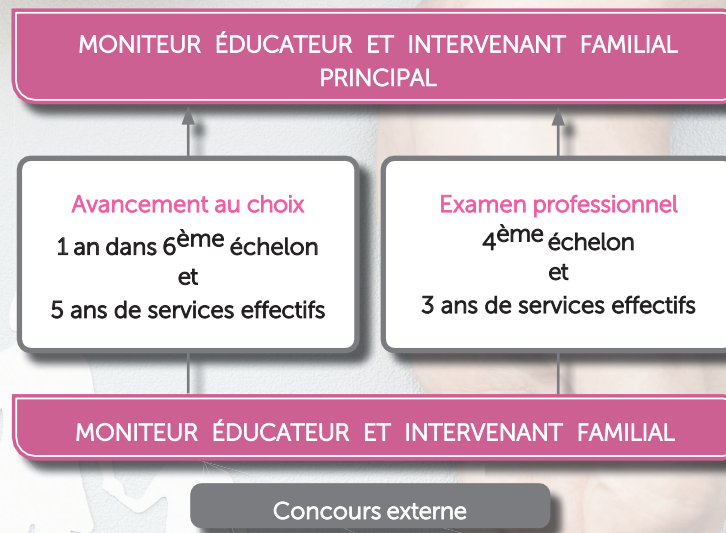 MONITEUR ÉDUCATEUR ET INTERVENANT FAMILIAL
PRINCIPAL
Avancement au choix
1 an dans 6ème échelon
et
5 ans de services effectifs
Examen professionnel
4ème échelon
et
3 ans de services effectifs
MONITEUR ÉDUCATEUR ET INTERVENANT FAMILIAL
Concours externe